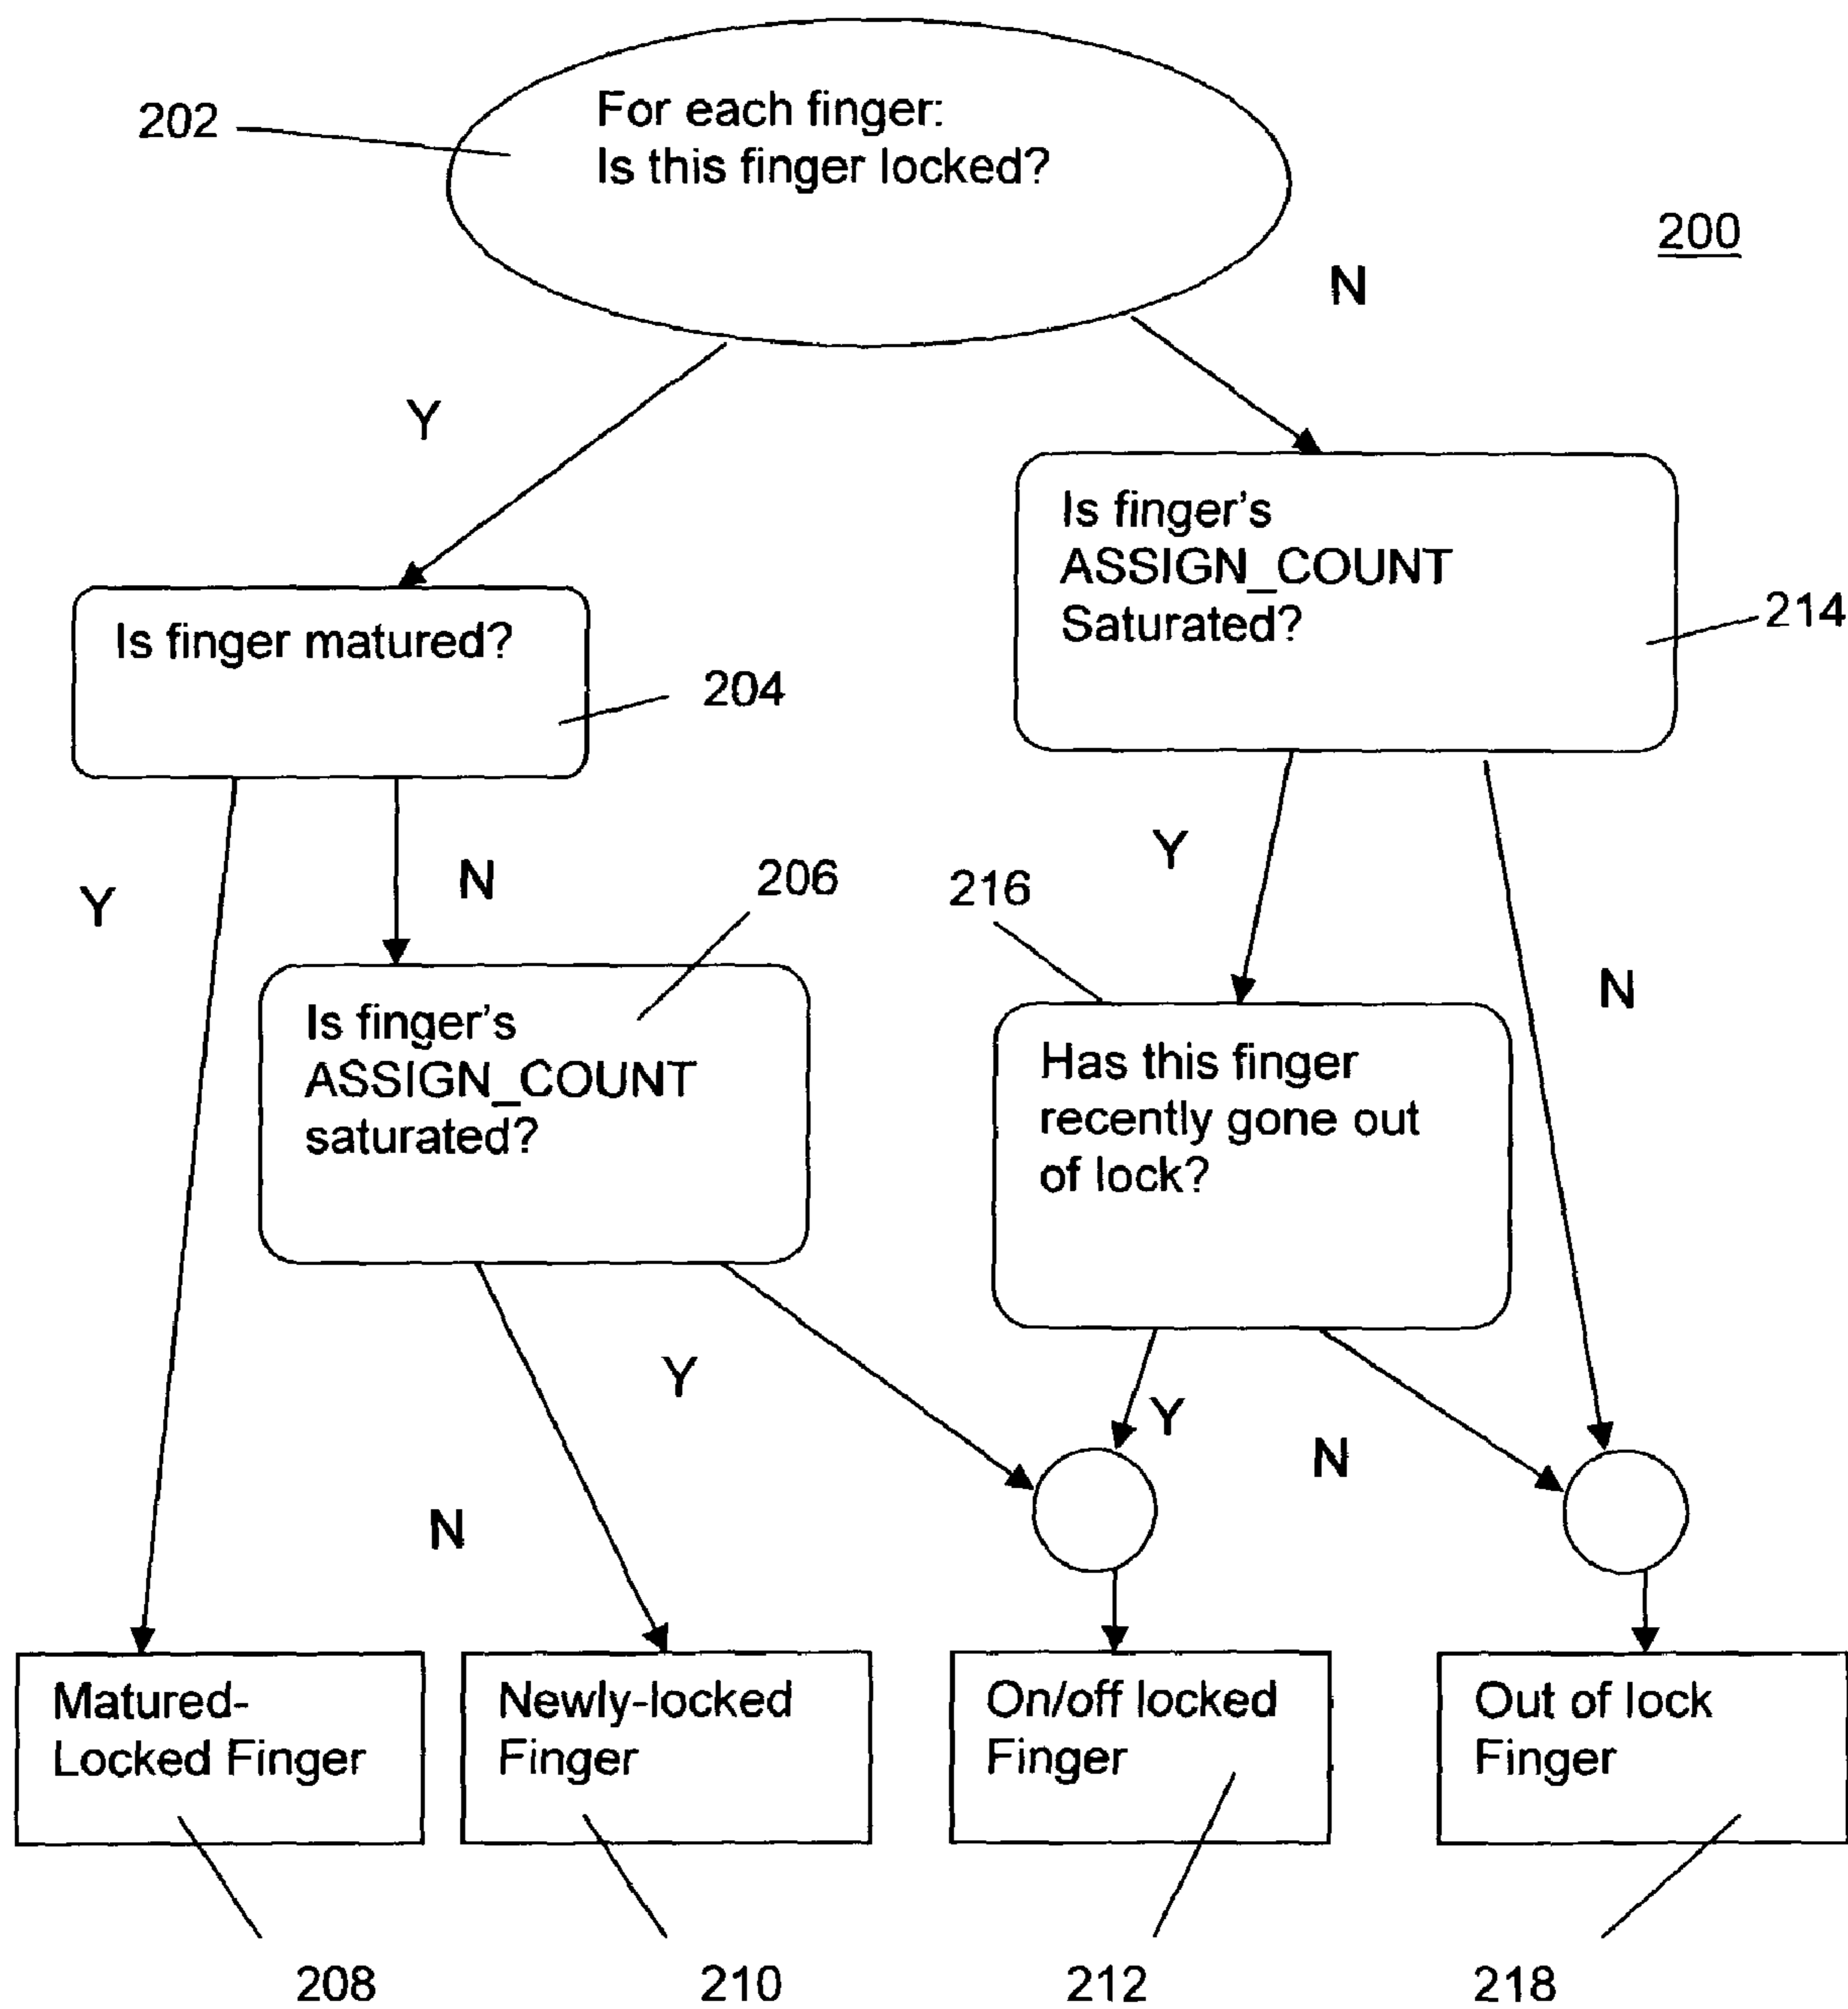 For each finger:
Is this finger locked?
202
200
N
Y
Is finger's
ASSIGN_COUNT
Saturated?
214
Is finger matured?
204
Y
N
206
Y
216
N
Is finger's
ASSIGN_COUNT
saturated?
Has this finger
recently gone out
of lock?
Y
N
Y
N
Matured-
Locked Finger
Newly-locked
Finger
On/off locked
Finger
Out of lock
Finger
208
210
212
218